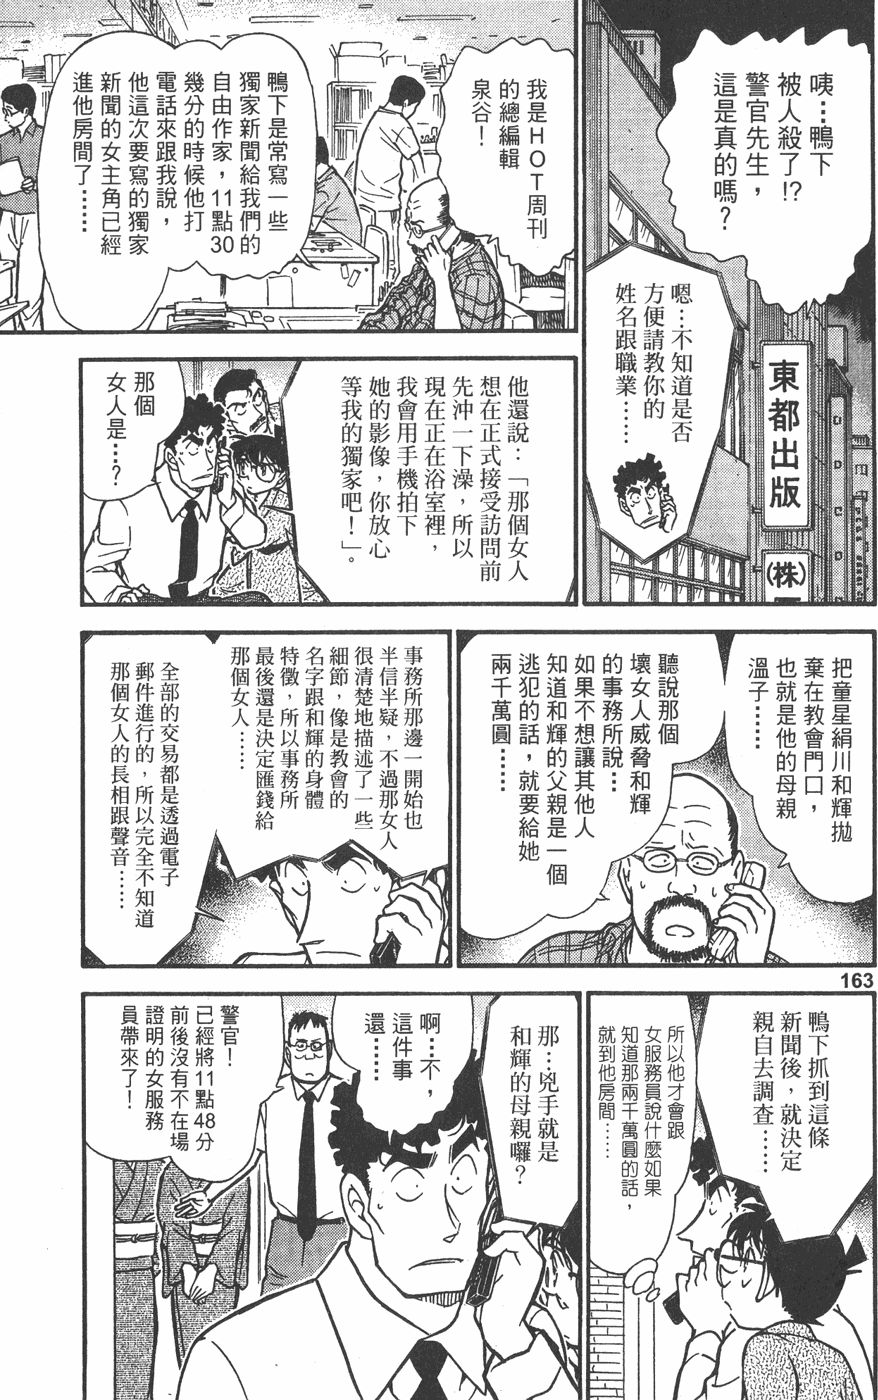 咦…鴨下
被人殺了!?
警官先生，
這是真的嗎？
嗯…不知道是否
方便請教你的
姓名跟職業……
東都出版
(株)
我是HOT周刊
的總編輯
泉谷！
鴨下是常寫一些
獨家新聞給我們的
自由作家，11點30
幾分的時候他打
電話來跟我說，
他這次要寫的獨家
新聞的女主角已經
進他房間了……
他還說：「那個女人
想在正式接受訪問前
先沖一下澡，所以
現在正在浴室裡，
我會用手機拍下
她的影像，你放心
等我的獨家吧！」。
那個
女人是…？
把童星絹川和輝拋
棄在教會門口，
也就是他的母親
溫子……
聽說那個
壞女人威脅和輝
的事務所說…
如果不想讓其他人
知道和輝的父親是一個
逃犯的話，就要給她
兩千萬圓……
事務所那邊一開始也
半信半疑，不過那女人
很清楚地描述了一些
細節，像是教會的
名字跟和輝的身體
特徵，所以事務所
最後還是決定匯錢給
那個女人……
全部的交易都是透過電子
郵件進行的，所以完全不知道
那個女人的長相跟聲音……
163
鴨下抓到這條
新聞後，就決定
親自去調查……
所以他才會跟
女服務員說什麼如果
知道那兩千萬圓的話，
就到他房間……
那…兇手就是
和輝的母親囉？
啊…不，
這件事
還……
警官！
已經將11點48分
前後沒有不在場
證明的女服務
員帶來了！